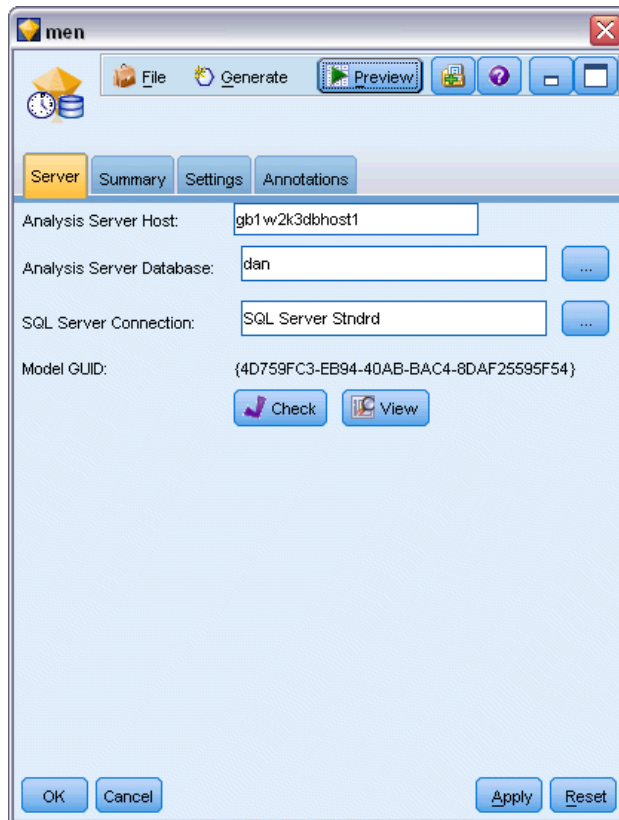 men
File Generate Preview
Server Summary Settings Annotations
Analysis Server Host: gb1w2k3dbhost1
Analysis Server Database: dan ...
SQL Server Connection: SQL Server Stndrd ...
Model GUID: {4D759FC3-EB94-40AB-BAC4-8DAF25595F54}
Check View
OK Cancel Apply Reset